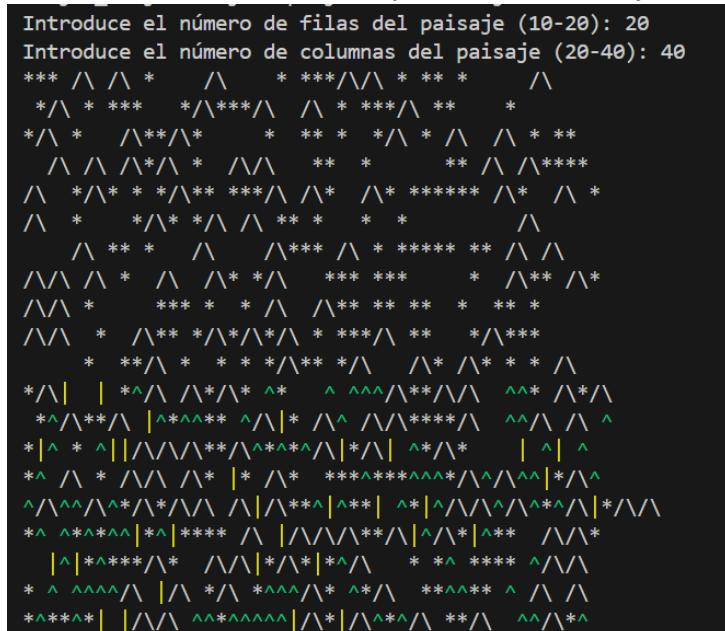 Introduce el número de filas del paisaje (10-20): 20
Introduce el número de columnas del paisaje (20-40): 40
*** /\ /\ *    /\    * ***/\/\ * ** *     /\
 */\ * ***   */\***/\  /\ * ***/\ **    *
*/\ *   /\**/\*     *  ** *  */\ * /\  /\ * **
  /\ /\ /\*/\ *  /\/\   **  *      ** /\ /\****
/\  */\* * */\** ***/\ /\*  /\* ****** /\*  /\ *
/\  *    */\* */\ /\ ** *   *  *         /\
    /\ ** *   /\    /\*** /\ * ***** ** /\ /\
/\/\ /\ *  /\  /\* */\   *** ***     *  /\** /\*
/\/\ *     *** *  * /\  /\** ** **  *  ** *
/\/\  *  /\** */\*/\*/\ * ***/\ **   */\***
     *  **/\ *  * * */\** */\   /\* /\* * * /\
*/\|  | *^/\ /\*/\* ^*   ^ ^^^/\**/\/\  ^^* /\*/\
 *^/\**/\ |^*^^** ^/\|* /\^ /\/\****/\  ^^/\ /\ ^
*|^ * ^||/\/\/\**/\^*^*^/\|*/\| ^*/\*    | ^| ^
*^ /\ * /\/\ /\* |* /\*  ***^***^^^*/\^/\^^|*/\^
^/\^^/\^*/\*/\/\ /\|/\**^|^**| ^*|^/\/\^/\^*^/\|*/\/\
*^ ^*^*^^|*^|**** /\ |/\/\/\**/\|^/\*|^**  /\/\*
  |^|*^***/\*  /\/\|*/\*|*^/\   * *^ **** ^/\/\
* ^ ^^^^/\ |/\ */\ *^^^/\* ^*/\  **^^** ^ /\ /\
*^**^*| |/\/\ ^^*^^^^^|/\*|/\^*^/\ **/\  ^^/\*^